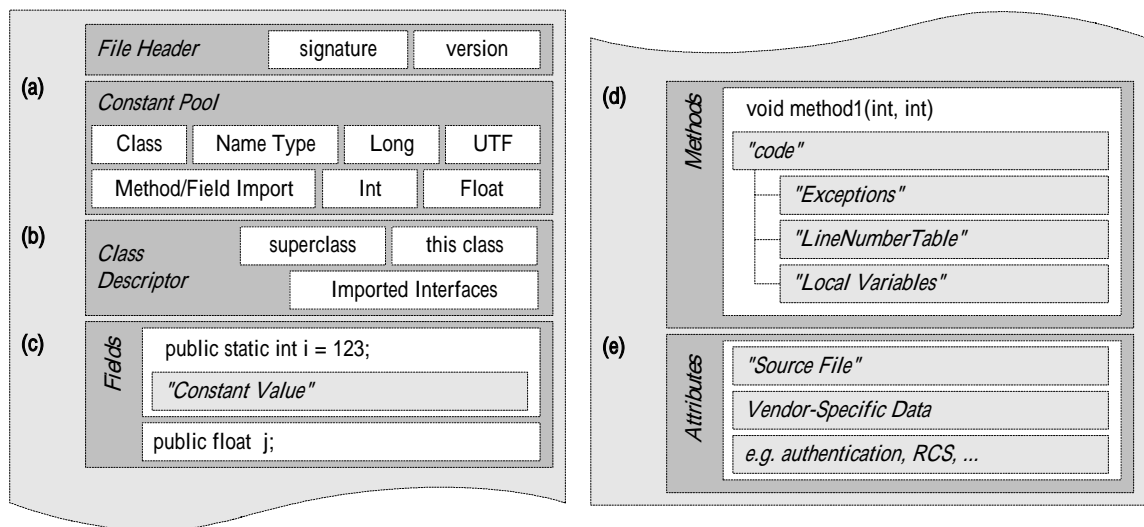 File Header
signature
version
(a)
Constant Pool
Class
Name Type
Long
UTF
Method/Field Import
Int
Float
(b)
Class
Descriptor
superclass
this class
Imported Interfaces
(c)
Fields
public static int i = 123;
"Constant Value"
public float j;
(d)
Methods
void method1(int, int)
"code"
"Exceptions"
"LineNumberTable"
"Local Variables"
(e)
Attributes
"Source File"
Vendor-Specific Data
e.g. authentication, RCS, ...